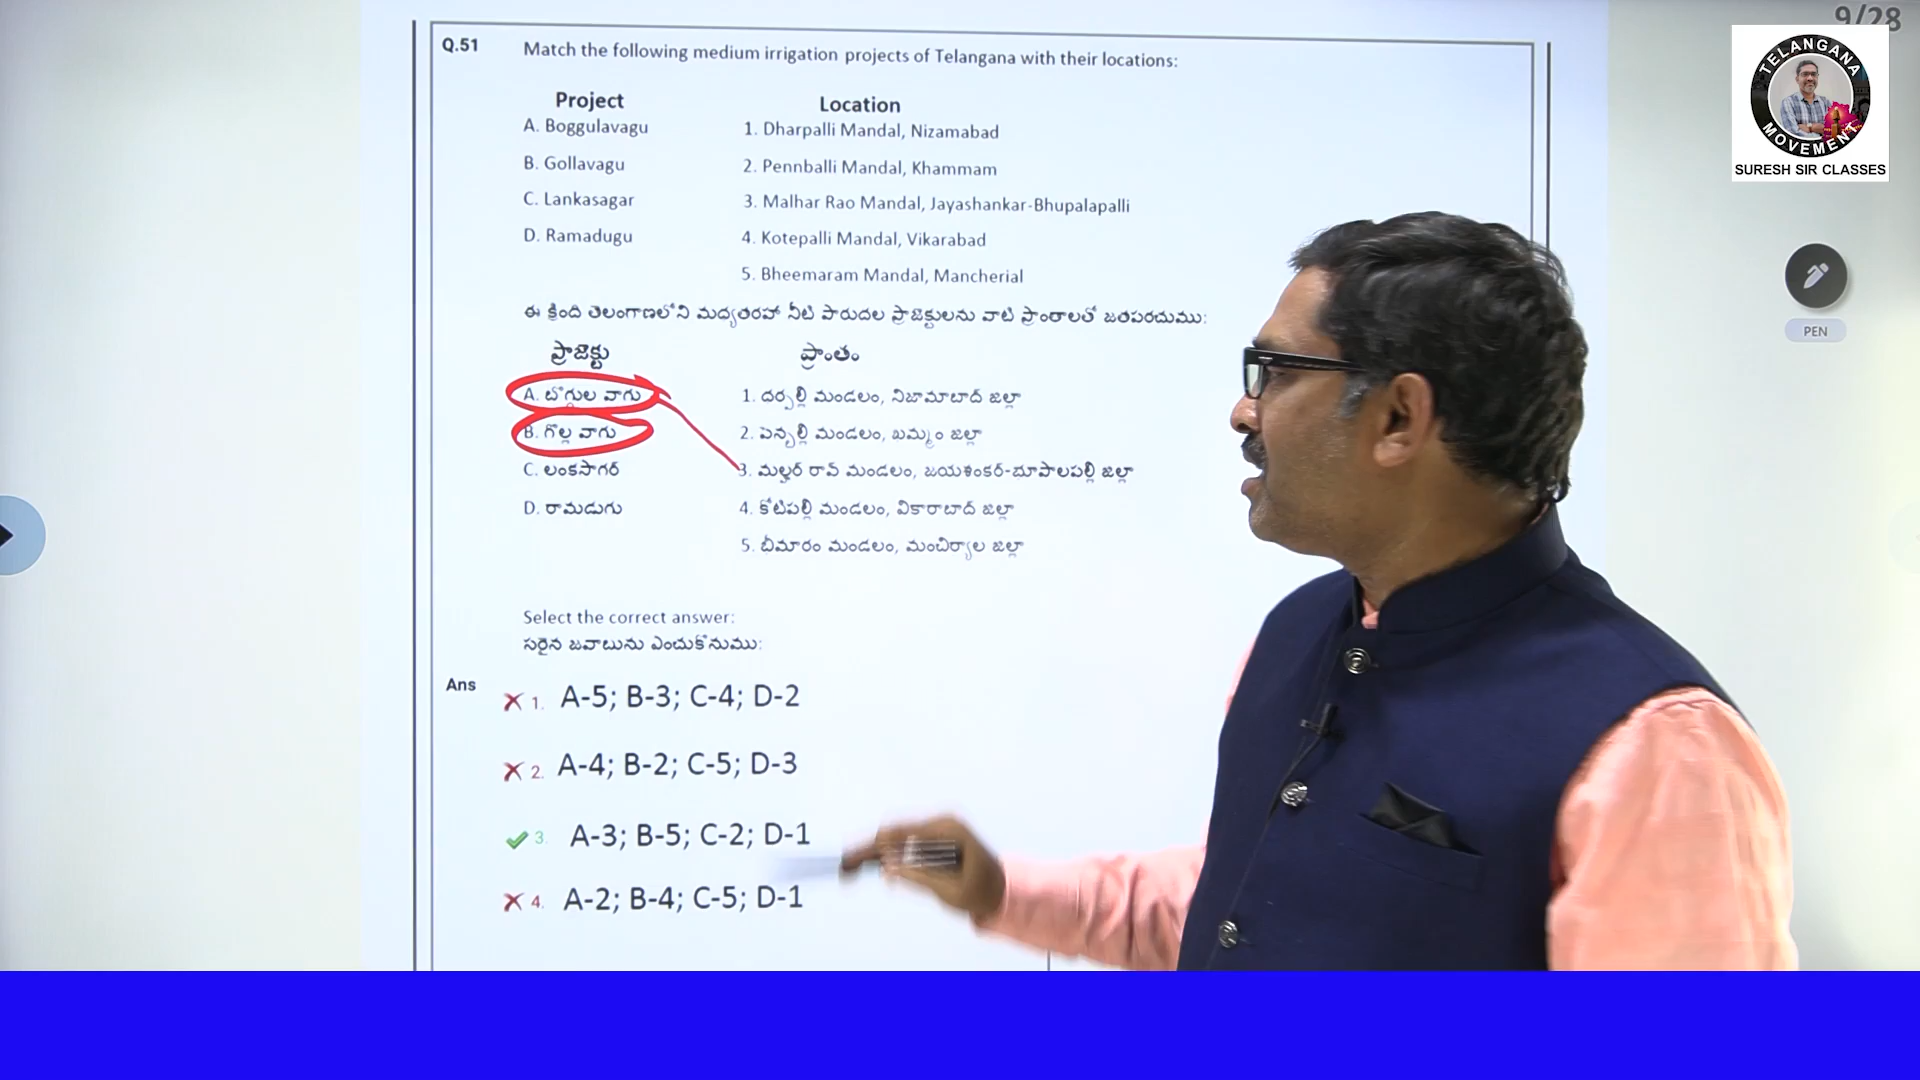 9/28
TELANGANA
MOVEMENT
SURESH SIR CLASSES
PEN
Q.51 Match the following medium irrigation projects of Telangana with their locations:
Project Location
A. Boggulavagu 1. Dharpalli Mandal, Nizamabad
B. Gollavagu 2. Pennballi Mandal, Khammam
C. Lankasagar 3. Malhar Rao Mandal, Jayashankar-Bhupalapalli
D. Ramadugu 4. Kotepalli Mandal, Vikarabad
5. Bheemaram Mandal, Mancherial
ఈ క్రింది తెలంగాణలోని మద్యతరహా నీటి పారుదల ప్రాజెక్టులను వాటి ప్రాంతాలతో జతపరచుము:
ప్రాజెక్టు ప్రాంతం
A. బొగ్గుల వాగు 1. దర్పల్లి మండలం, నిజామాబాద్ జిల్లా
B. గొల్ల వాగు 2. పెన్బల్లి మండలం, ఖమ్మం జిల్లా
C. లంకసాగర్ 3. మల్హర్ రావ్ మండలం, జయశంకర్-భూపాలపల్లి జిల్లా
D. రామడుగు 4. కోటిపల్లి మండలం, వికారాబాద్ జిల్లా
5. బీమారం మండలం, మంచిర్యాల జిల్లా
Select the correct answer:
సరైన జవాబును ఎంచుకొనుము:
Ans 1. A-5; B-3; C-4; D-2
2. A-4; B-2; C-5; D-3
3. A-3; B-5; C-2; D-1
4. A-2; B-4; C-5; D-1